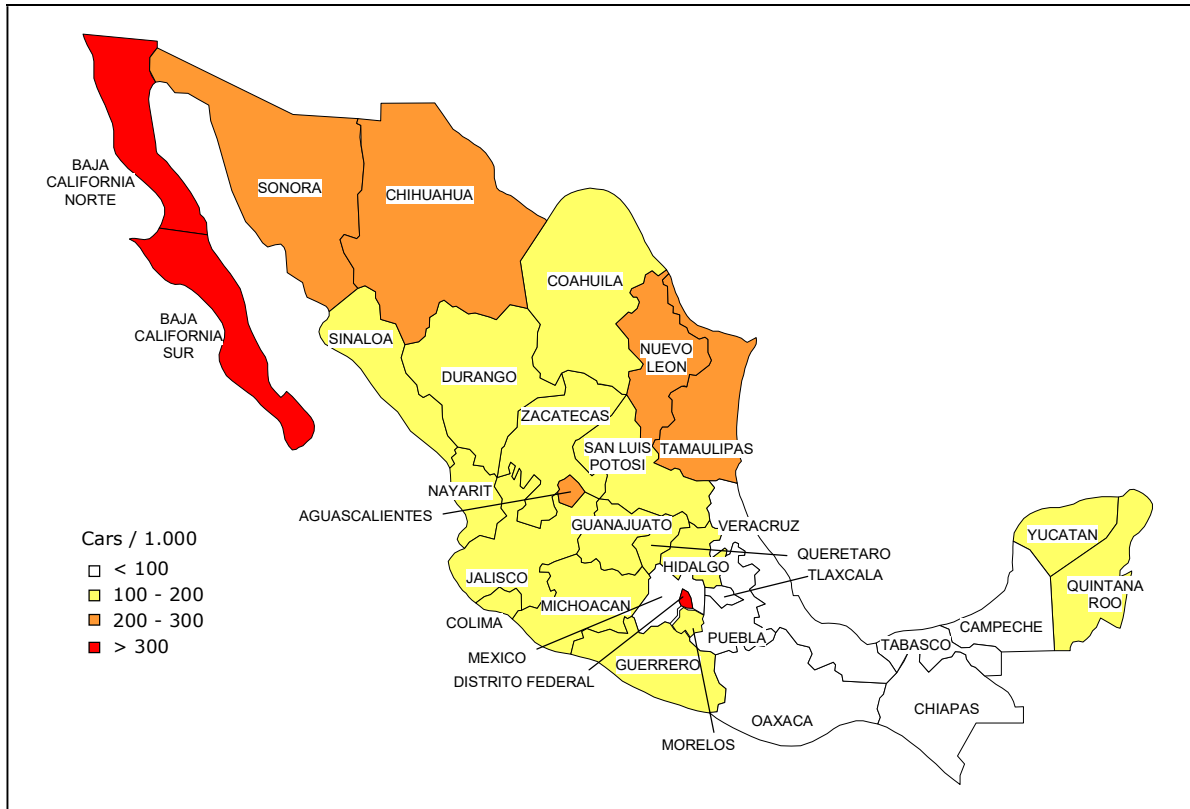 BAJA
CALIFORNIA
NORTE
SONORA
CHIHUAHUA
COAHUILA
BAJA
CALIFORNIA
SUR
SINALOA
NUEVO
LEON
DURANGO
ZACATECAS
SAN LUIS
POTOSI
TAMAULIPAS
NAYARIT
AGUASCALIENTES
GUANAJUATO
VERACRUZ
YUCATAN
QUERETARO
HIDALGO
TLAXCALA
JALISCO
QUINTANA
ROO
MICHOACAN
COLIMA
CAMPECHE
PUEBLA
TABASCO
MEXICO
GUERRERO
DISTRITO FEDERAL
CHIAPAS
OAXACA
MORELOS
Cars / 1.000
< 100
100 - 200
200 - 300
> 300